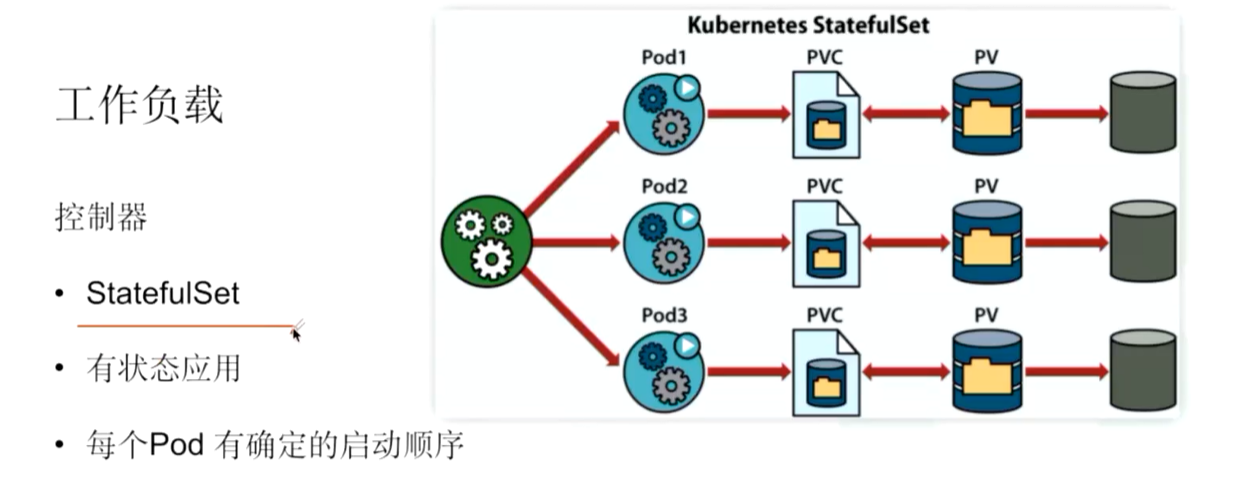 工作负载
控制器
• StatefulSet
• 有状态应用
• 每个Pod 有确定的启动顺序
Kubernetes StatefulSet
Pod1 PVC PV
Pod2 PVC PV
Pod3 PVC PV